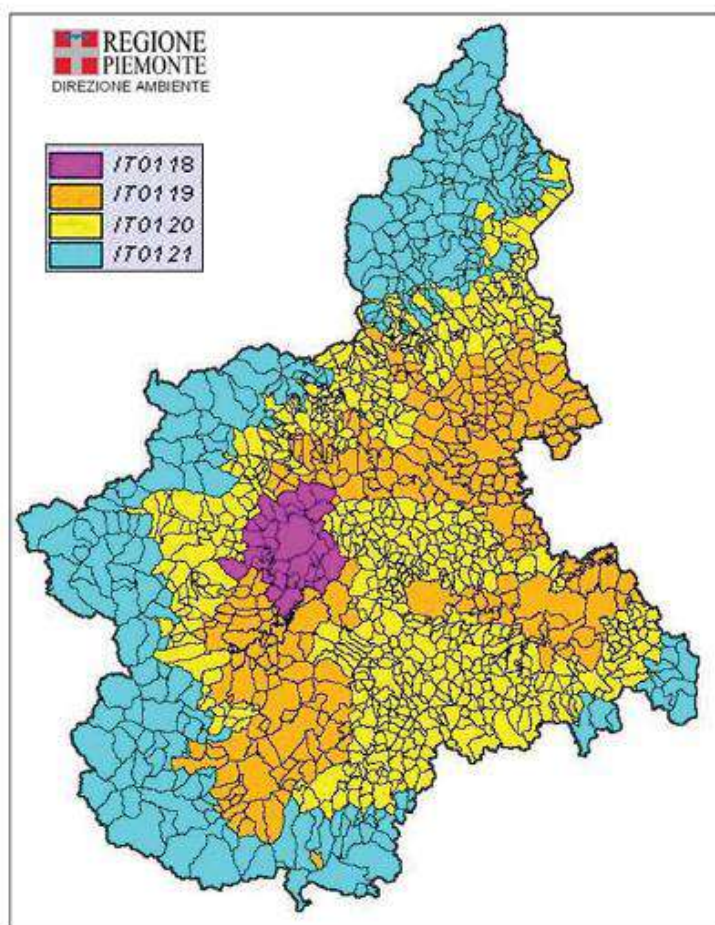 REGIONE
PIEMONTE
DIREZIONE AMBIENTE
IT0118
IT0119
IT0120
IT0121